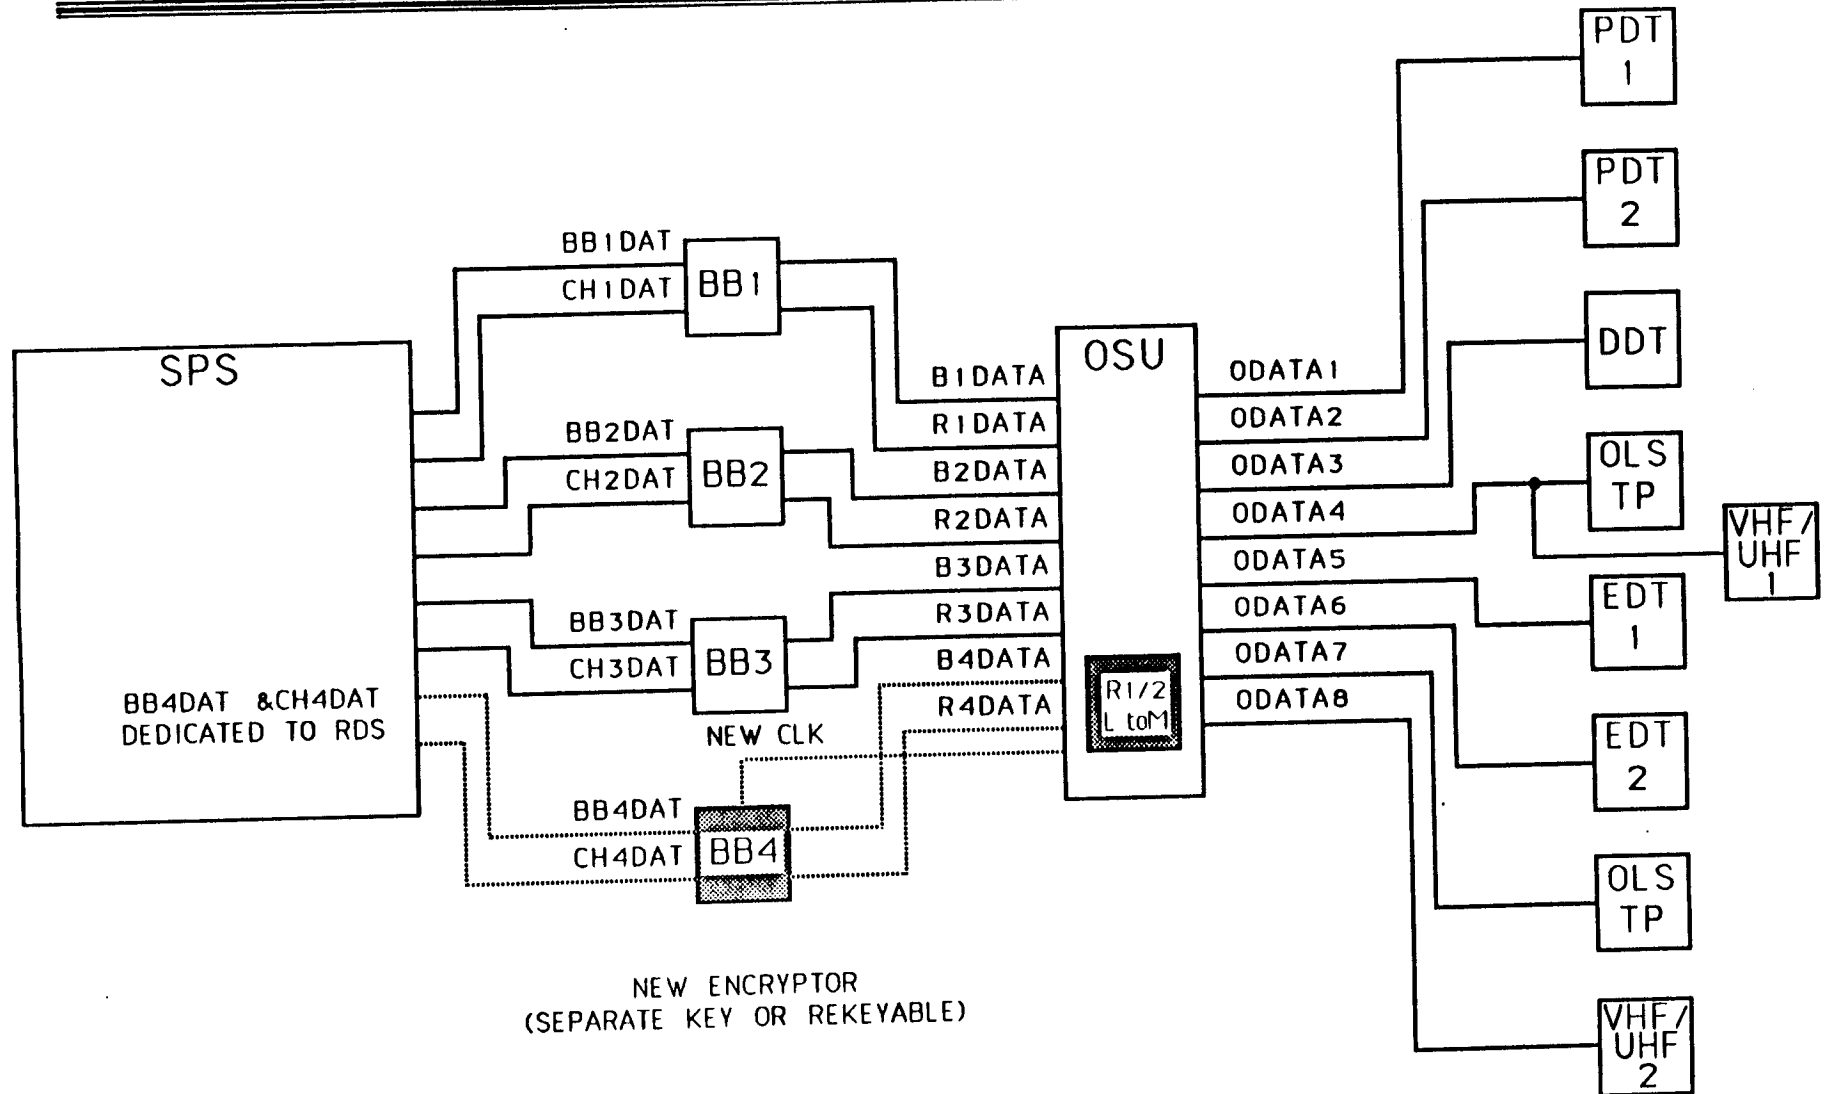 SPS
BB4DAT &CH4DAT
DEDICATED TO RDS
BB1DAT
CH1DAT
BB1
BB2DAT
CH2DAT
BB2
BB3DAT
CH3DAT
BB3
NEW CLK
BB4DAT
CH4DAT
BB4
NEW ENCRYPTOR
(SEPARATE KEY OR REKEYABLE)
B1DATA
R1DATA
B2DATA
R2DATA
B3DATA
R3DATA
B4DATA
R4DATA
OSU
R1/2
L toM
ODATA1
ODATA2
ODATA3
ODATA4
ODATA5
ODATA6
ODATA7
ODATA8
PDT
1
PDT
2
DDT
OLS
TP
VHF/
UHF
1
EDT
1
EDT
2
OLS
TP
VHF/
UHF
2